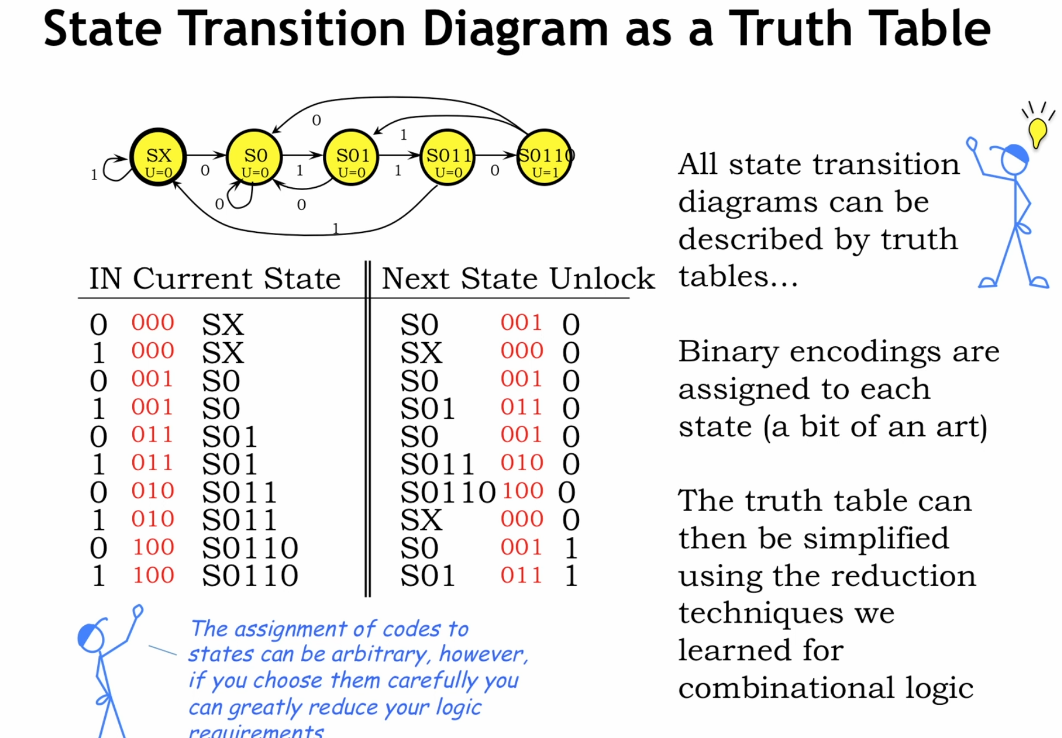 State Transition Diagram as a Truth Table
0
1
SX
U=0
S0
U=0
S01
U=0
S011
U=0
S0110
U=1
1
0
1
1
0
0
0
1
IN Current State Next State Unlock
0 000 SX S0 001 0
1 000 SX SX 000 0
0 001 S0 S0 001 0
1 001 S0 S01 011 0
0 011 S01 S0 001 0
1 011 S01 S011 010 0
0 010 S011 S0110 100 0
1 010 S011 SX 000 0
0 100 S0110 S0 001 1
1 100 S0110 S01 011 1
The assignment of codes to
states can be arbitrary, however,
if you choose them carefully you
can greatly reduce your logic
requirements
All state transition
diagrams can be
described by truth
tables...
Binary encodings are
assigned to each
state (a bit of an art)
The truth table can
then be simplified
using the reduction
techniques we
learned for
combinational logic